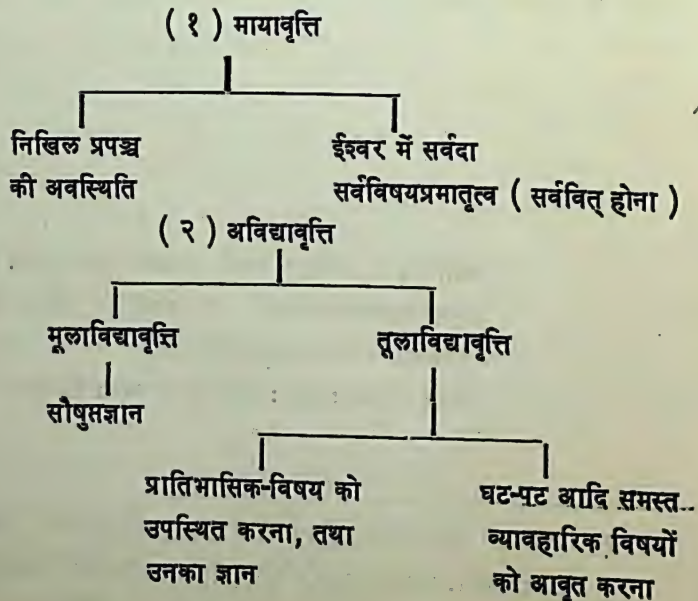 ( १ ) मायावृत्ति
निखिल प्रपञ्च
की अवस्थिति
ईश्वर में सर्वदा
सर्वविषयप्रमातृत्व ( सर्ववित् होना )
( २ ) अविद्यावृत्ति
मूलाविद्यावृत्ति
तूलाविद्यावृत्ति
सौषुप्तज्ञान
प्रातिभासिक-विषय को
उपस्थित करना, तथा
उनका ज्ञान
घट-पट आदि समस्त
व्यावहारिक विषयों
को आवृत करना